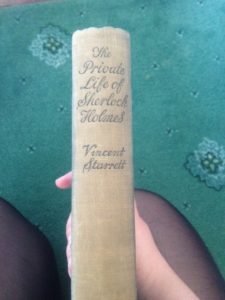 The
Private
Life of
Sherlock
Holmes
Vincent
Starrett